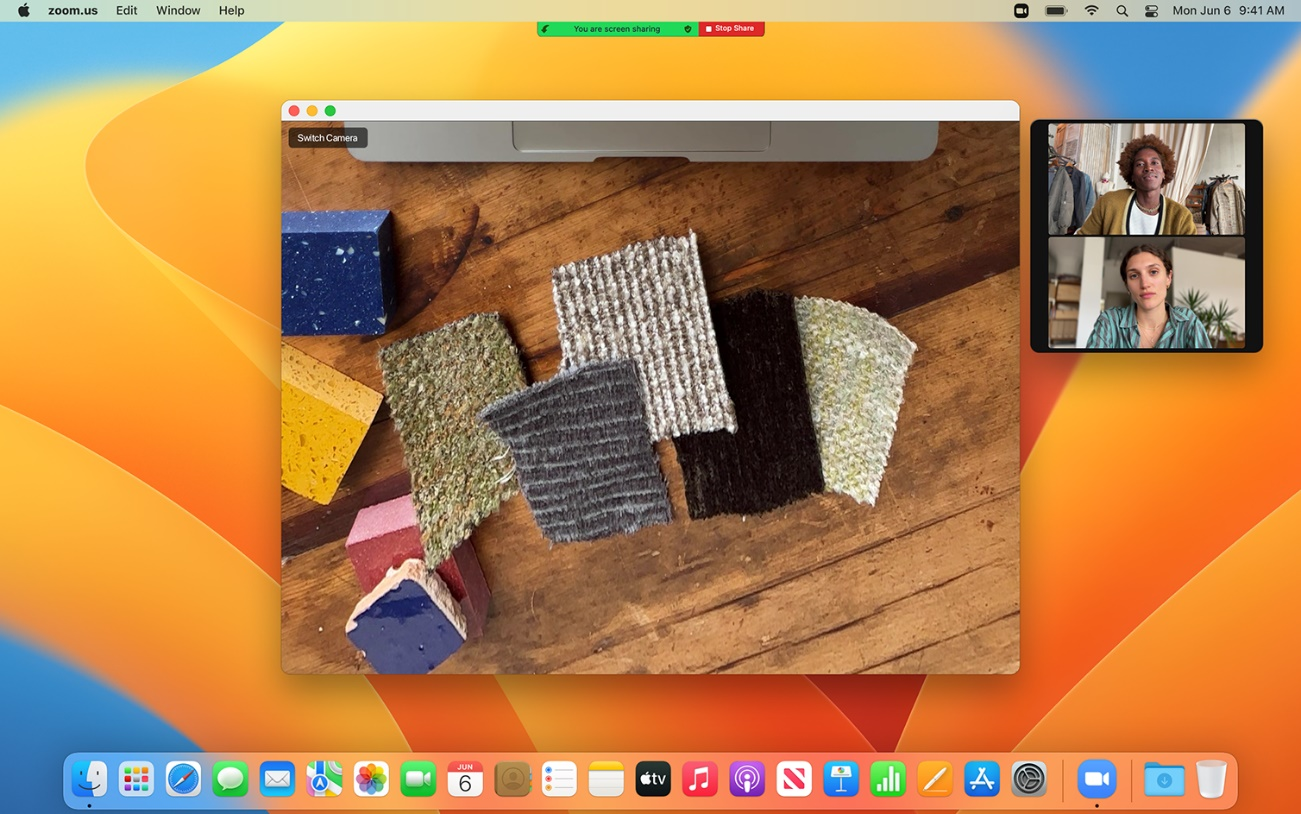 zoom.us Edit Window Help Mon Jun 6 9:41 AM
You are screen sharing Stop Share
Switch Camera
JUN
6
tv